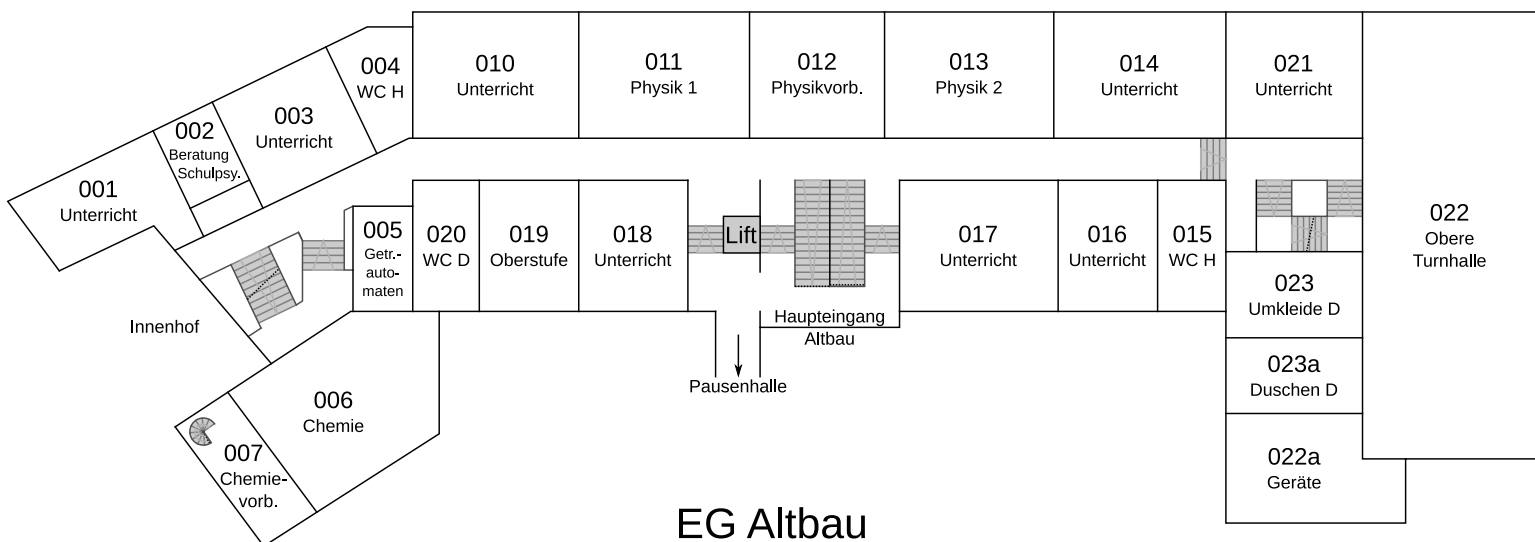 004
WC H
010
Unterricht
011
Physik 1
012
Physikvorb.
013
Physik 2
014
Unterricht
021
Unterricht
003
Unterricht
002
Beratung
Schulpsy.
001
Unterricht
005
Getr.-
auto-
maten
020
WC D
019
Oberstufe
018
Unterricht
Lift
017
Unterricht
016
Unterricht
015
WC H
022
Obere
Turnhalle
023
Umkleide D
Innenhof
Haupteingang
Altbau
Pausenhalle
023a
Duschen D
006
Chemie
007
Chemie-
vorb.
022a
Geräte
EG Altbau